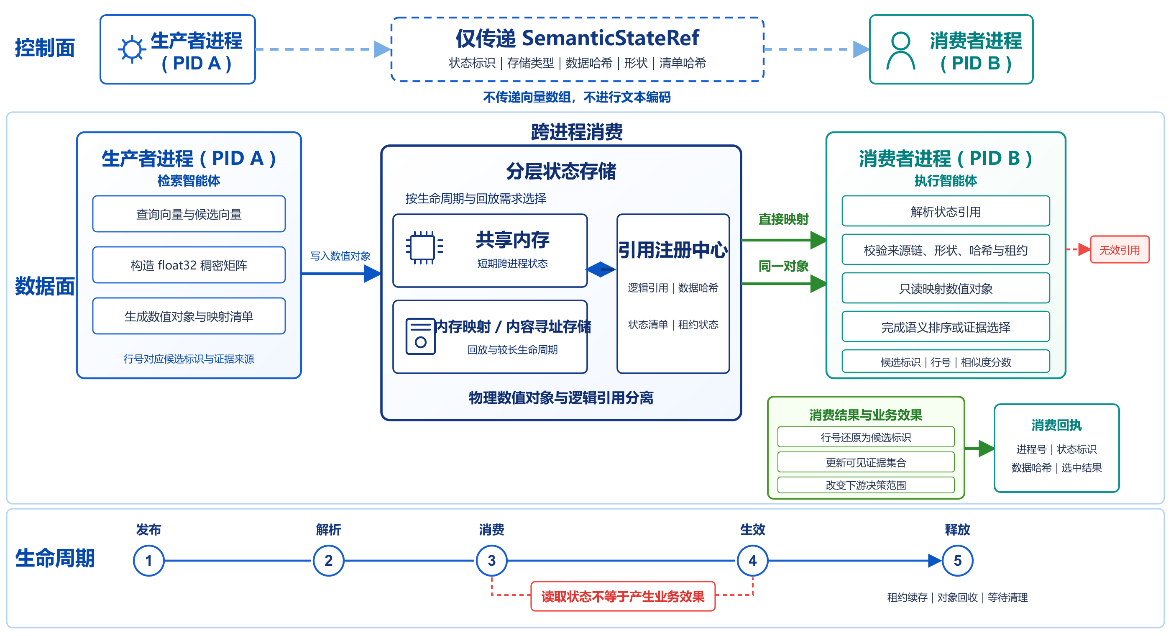 控制面
生产者进程
( PID A )
仅传递 SemanticStateRef
状态标识 | 存储类型 | 数据哈希 | 形状 | 清单哈希
消费者进程
( PID B )
不传递向量数组，不进行文本编码
数据面
生产者进程 ( PID A )
检索智能体
查询向量与候选向量
构造 float32 稠密矩阵
生成数值对象与映射清单
行号对应候选标识与证据来源
写入数值对象
跨进程消费
分层状态存储
按生命周期与回放需求选择
共享内存
短期跨进程状态
内存映射 / 内容寻址存储
回放与较长生命周期
引用注册中心
逻辑引用 | 数据哈希
状态清单 | 租约状态
物理数值对象与逻辑引用分离
直接映射
同一对象
消费者进程 ( PID B )
执行智能体
解析状态引用
校验来源链、形状、哈希与租约
只读映射数值对象
完成语义排序或证据选择
候选标识 | 行号 | 相似度分数
无效引用
消费结果与业务效果
行号还原为候选标识
更新可见证据集合
改变下游决策范围
消费回执
进程号 | 状态标识
数据哈希 | 选中结果
生命周期
发布
解析
消费
生效
释放
1
2
3
4
5
读取状态不等于产生业务效果
租约续存 | 对象回收 | 等待清理